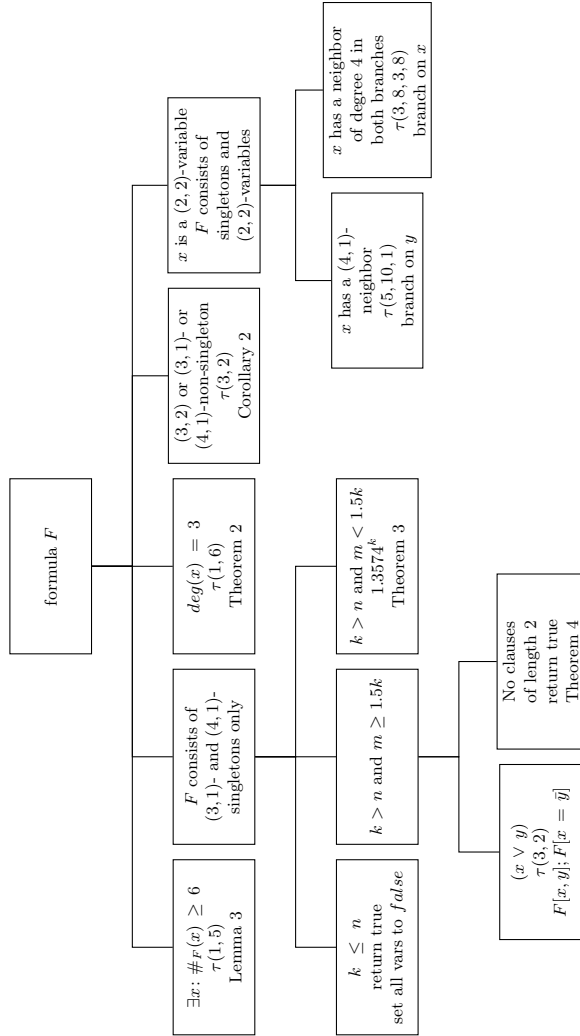 formula F
∃x: #_F(x) ≥ 6
τ(1, 5)
Lemma 3
F consists of
(3, 1)- and (4, 1)-
singletons only
deg(x) = 3
τ(1, 6)
Theorem 2
(3, 2) or (3, 1)- or
(4, 1)-non-singleton
τ(3, 2)
Corollary 2
x is a (2, 2)-variable
F consists of
singletons and
(2, 2)-variables
k ≤ n
return true
set all vars to false
k > n and m ≥ 1.5k
k > n and m < 1.5k
1.3574^k
Theorem 3
x has a (4, 1)-
neighbor
τ(5, 10, 1)
branch on y
x has a neighbor
of degree 4 in
both branches
τ(3, 8, 3, 8)
branch on x
(x ∨ y)
τ(3, 2)
F[x, y]; F[x = ȳ]
No clauses
of length 2
return true
Theorem 4